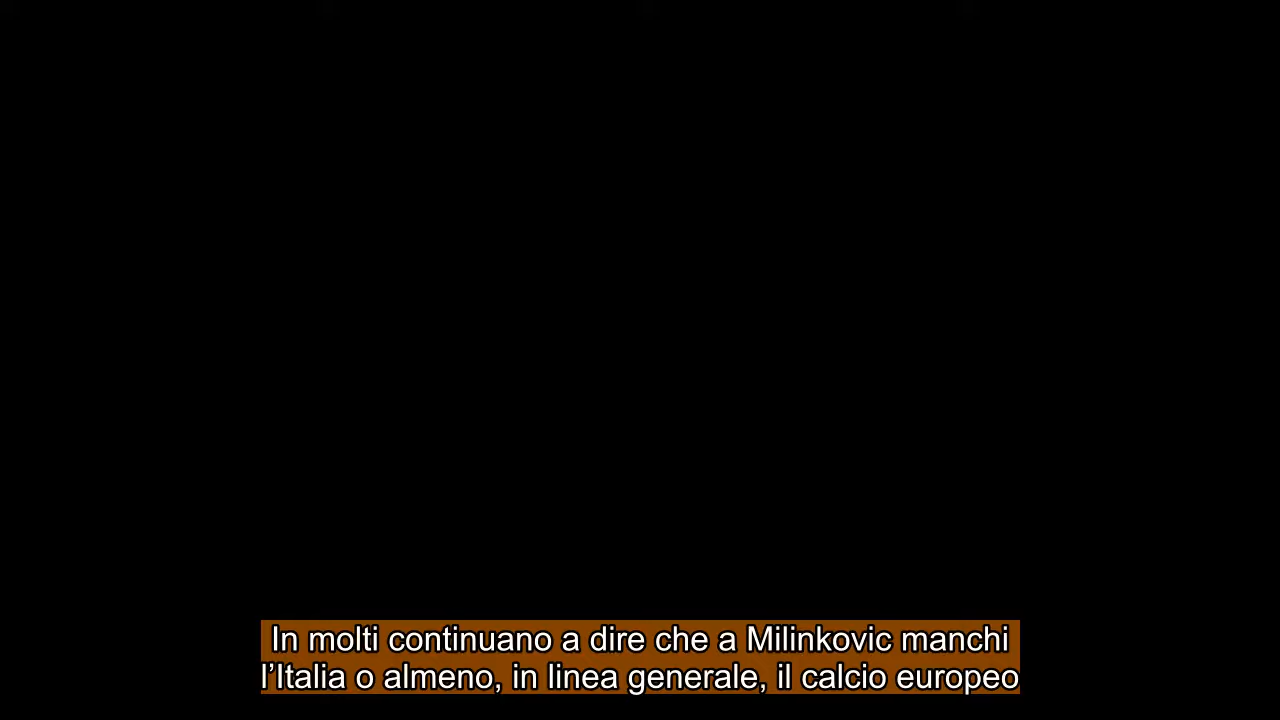 In molti continuano a dire che a Milinkovic manchi
l’Italia o almeno, in linea generale, il calcio europeo